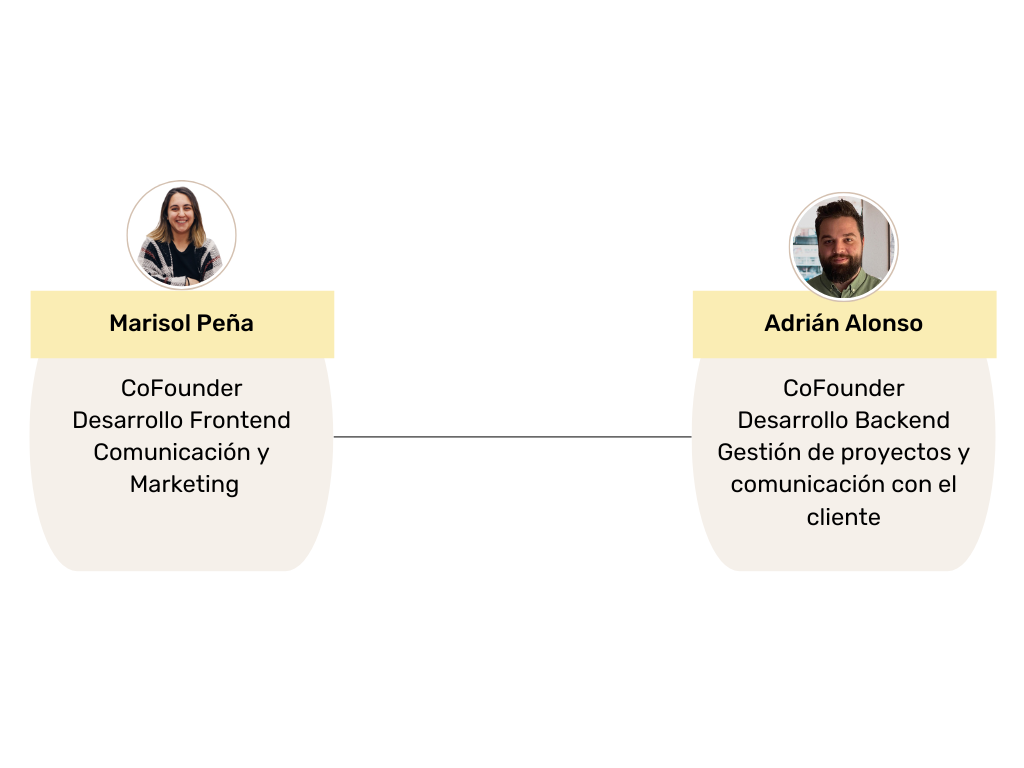 Marisol Peña
CoFounder
Desarrollo Frontend
Comunicación y
Marketing
Adrián Alonso
CoFounder
Desarrollo Backend
Gestión de proyectos y
comunicación con el
cliente